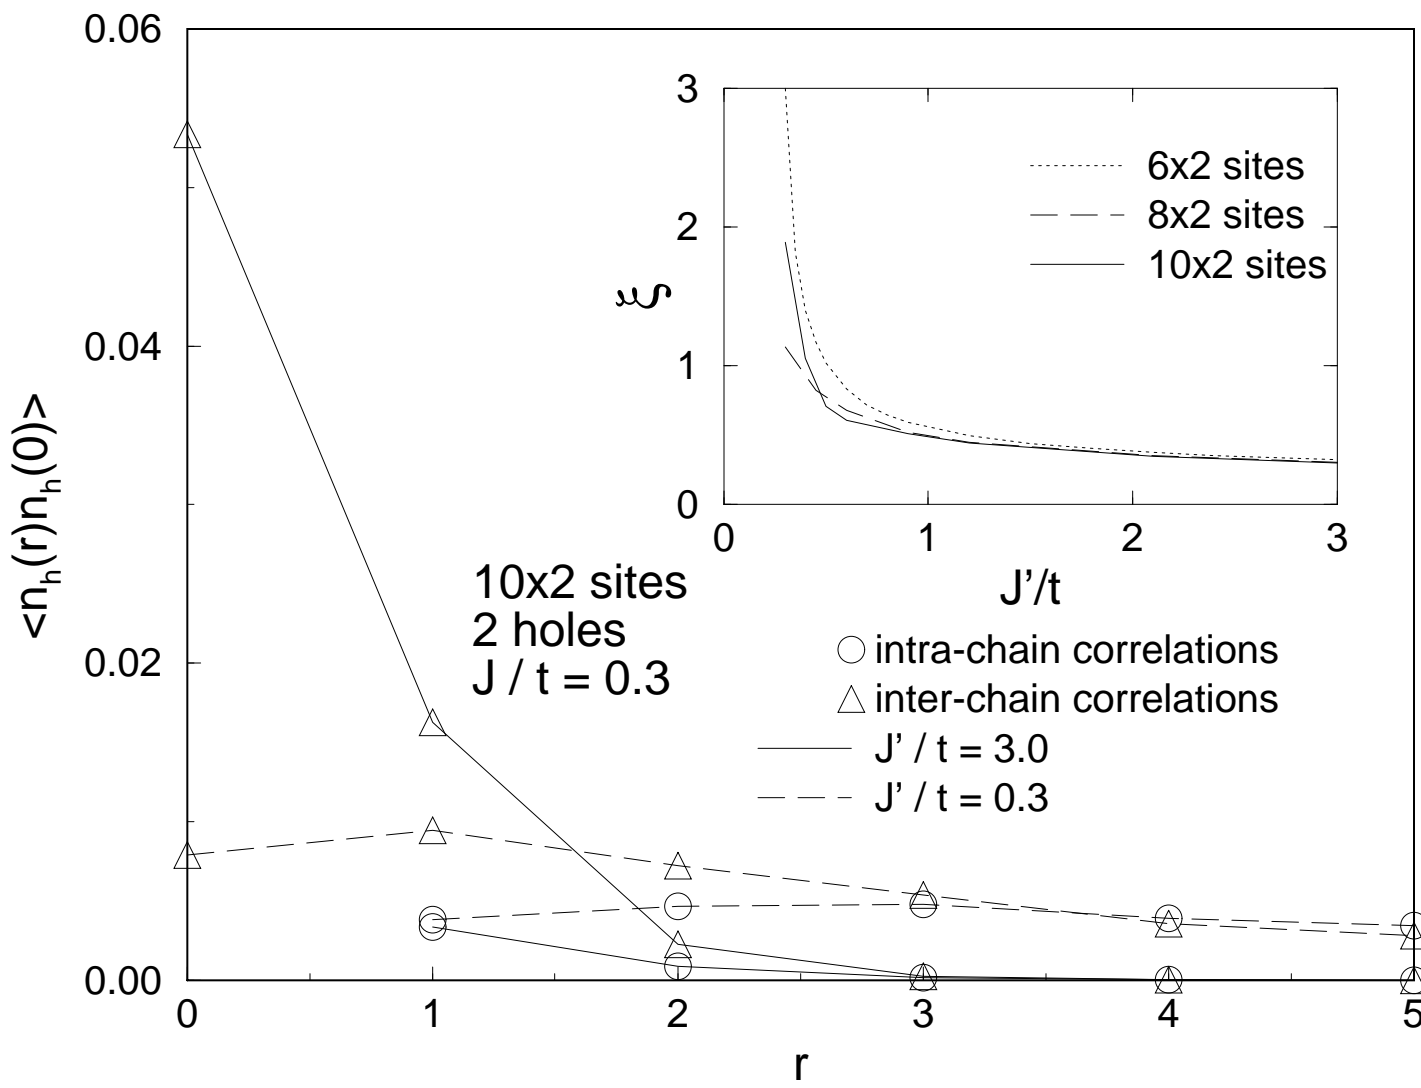 0.06
0.04
0.02
0.00
<n_h(r)n_h(0)>
0 1 2 3 4 5
r
3
2
1
0
ξ
0 1 2 3
J'/t
6x2 sites
8x2 sites
10x2 sites
10x2 sites
2 holes
J / t = 0.3
intra-chain correlations
inter-chain correlations
J' / t = 3.0
J' / t = 0.3